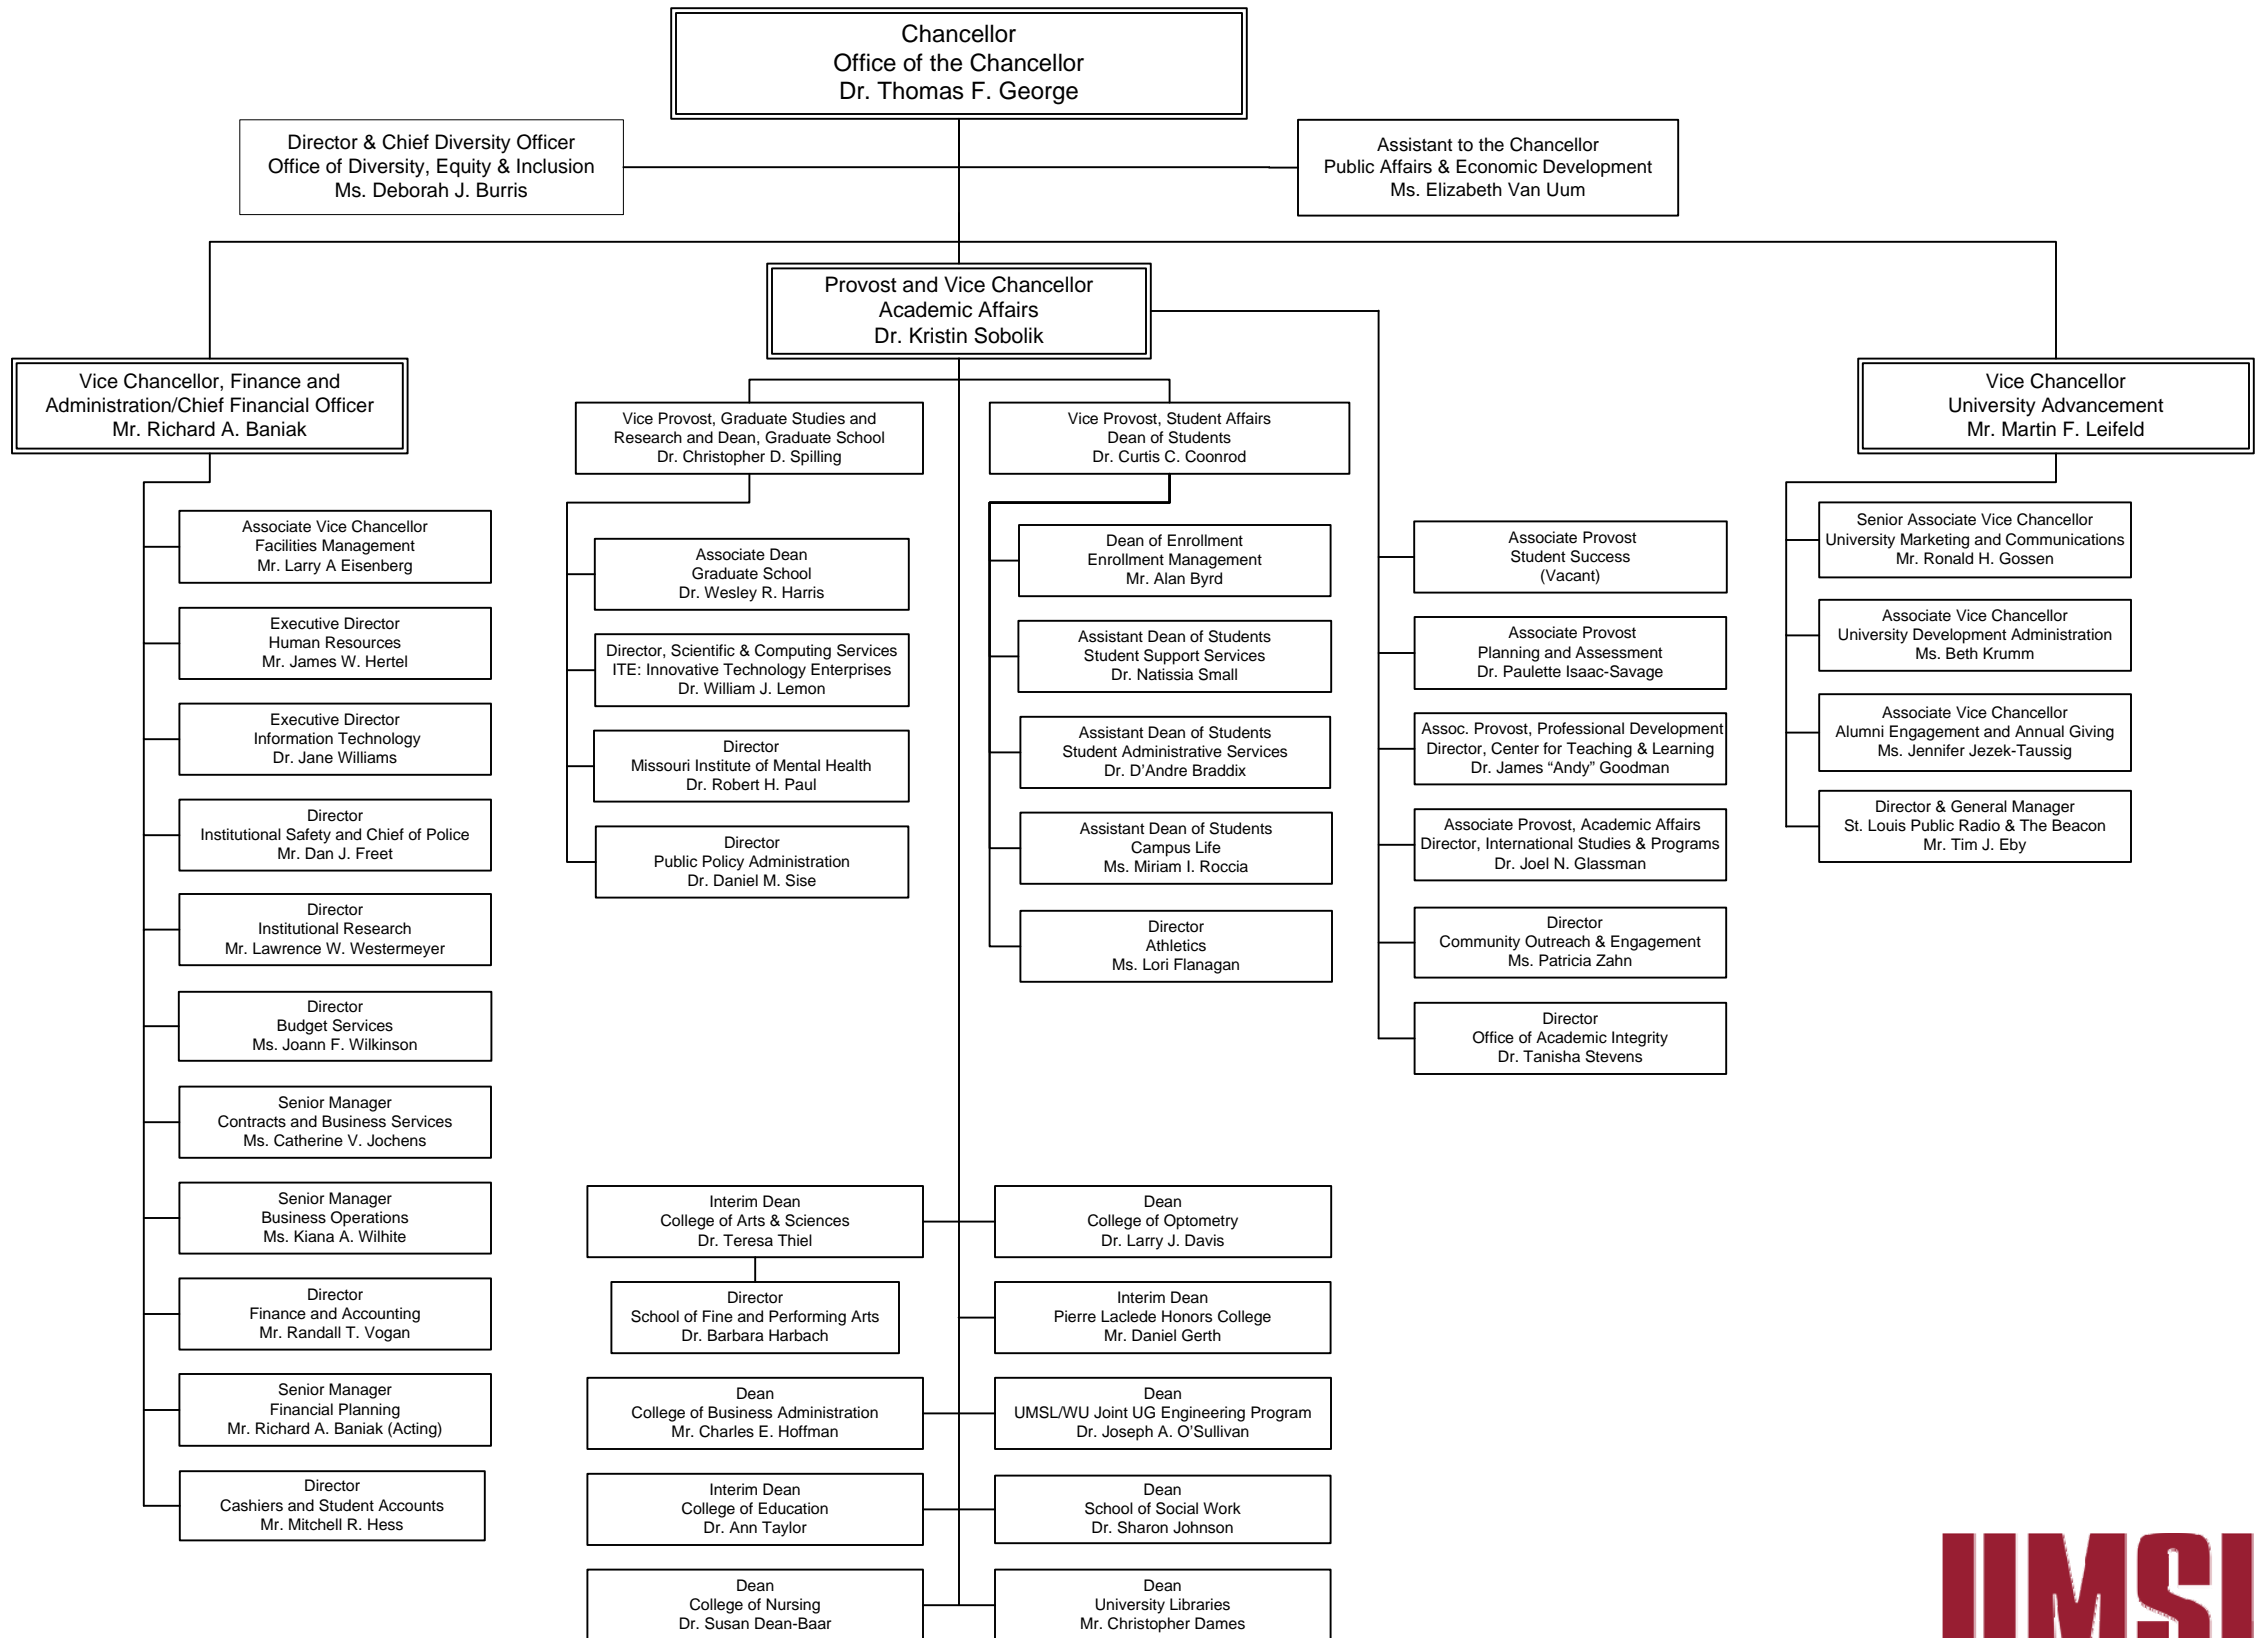 Chancellor
Office of the Chancellor
Dr. Thomas F. George
Director & Chief Diversity Officer
Office of Diversity, Equity & Inclusion
Ms. Deborah J. Burris
Assistant to the Chancellor
Public Affairs & Economic Development
Ms. Elizabeth Van Uum
Provost and Vice Chancellor
Academic Affairs
Dr. Kristin Sobolik
Vice Chancellor, Finance and
Administration/Chief Financial Officer
Mr. Richard A. Baniak
Vice Chancellor
University Advancement
Mr. Martin F. Leifeld
Vice Provost, Graduate Studies and
Research and Dean, Graduate School
Dr. Christopher D. Spilling
Vice Provost, Student Affairs
Dean of Students
Dr. Curtis C. Coonrod
Associate Vice Chancellor
Facilities Management
Mr. Larry A Eisenberg
Executive Director
Human Resources
Mr. James W. Hertel
Executive Director
Information Technology
Dr. Jane Williams
Director
Institutional Safety and Chief of Police
Mr. Dan J. Freet
Director
Institutional Research
Mr. Lawrence W. Westermeyer
Director
Budget Services
Ms. Joann F. Wilkinson
Senior Manager
Contracts and Business Services
Ms. Catherine V. Jochens
Senior Manager
Business Operations
Ms. Kiana A. Wilhite
Director
Finance and Accounting
Mr. Randall T. Vogan
Senior Manager
Financial Planning
Mr. Richard A. Baniak (Acting)
Director
Cashiers and Student Accounts
Mr. Mitchell R. Hess
Associate Dean
Graduate School
Dr. Wesley R. Harris
Director, Scientific & Computing Services
ITE: Innovative Technology Enterprises
Dr. William J. Lemon
Director
Missouri Institute of Mental Health
Dr. Robert H. Paul
Director
Public Policy Administration
Dr. Daniel M. Sise
Dean of Enrollment
Enrollment Management
Mr. Alan Byrd
Assistant Dean of Students
Student Support Services
Dr. Natissia Small
Assistant Dean of Students
Student Administrative Services
Dr. D’Andre Braddix
Assistant Dean of Students
Campus Life
Ms. Miriam I. Roccia
Director
Athletics
Ms. Lori Flanagan
Associate Provost
Student Success
(Vacant)
Associate Provost
Planning and Assessment
Dr. Paulette Isaac-Savage
Assoc. Provost, Professional Development
Director, Center for Teaching & Learning
Dr. James “Andy” Goodman
Associate Provost, Academic Affairs
Director, International Studies & Programs
Dr. Joel N. Glassman
Director
Community Outreach & Engagement
Ms. Patricia Zahn
Director
Office of Academic Integrity
Dr. Tanisha Stevens
Senior Associate Vice Chancellor
University Marketing and Communications
Mr. Ronald H. Gossen
Associate Vice Chancellor
University Development Administration
Ms. Beth Krumm
Associate Vice Chancellor
Alumni Engagement and Annual Giving
Ms. Jennifer Jezek-Taussig
Director & General Manager
St. Louis Public Radio & The Beacon
Mr. Tim J. Eby
Interim Dean
College of Arts & Sciences
Dr. Teresa Thiel
Director
School of Fine and Performing Arts
Dr. Barbara Harbach
Dean
College of Business Administration
Mr. Charles E. Hoffman
Interim Dean
College of Education
Dr. Ann Taylor
Dean
College of Nursing
Dr. Susan Dean-Baar
Dean
College of Optometry
Dr. Larry J. Davis
Interim Dean
Pierre Laclede Honors College
Mr. Daniel Gerth
Dean
UMSL/WU Joint UG Engineering Program
Dr. Joseph A. O’Sullivan
Dean
School of Social Work
Dr. Sharon Johnson
Dean
University Libraries
Mr. Christopher Dames
UMSL